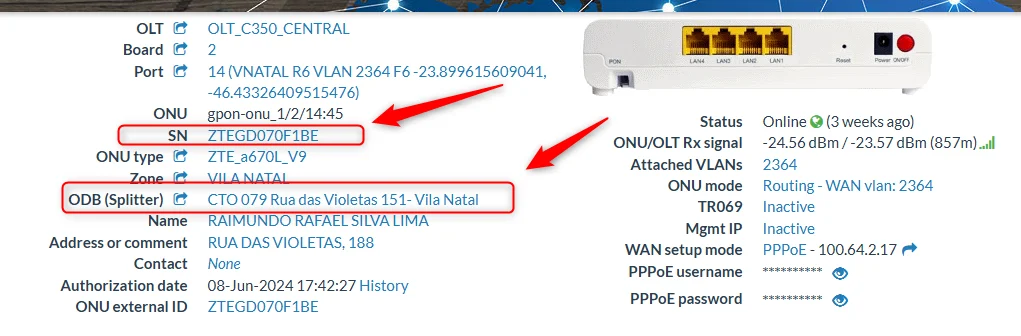 OLT OLT_C350_CENTRAL
Board 2
Port 14 (VNATAL R6 VLAN 2364 F6 -23.899615609041,
-46.43326409515476)
ONU gpon-onu_1/2/14:45
SN ZTEGD070F1BE
ONU type ZTE_a670L_V9
Zone VILA NATAL
ODB (Splitter) CTO 079 Rua das Violetas 151- Vila Natal
Name RAIMUNDO RAFAEL SILVA LIMA
Address or comment RUA DAS VIOLETAS, 188
Contact None
Authorization date 08-Jun-2024 17:42:27 History
ONU external ID ZTEGD070F1BE
PON LAN4 LAN3 LAN2 LAN1 Reset Power ON/OFF
Status Online (3 weeks ago)
ONU/OLT Rx signal -24.56 dBm / -23.57 dBm (857m)
Attached VLANs 2364
ONU mode Routing - WAN vlan: 2364
TR069 Inactive
Mgmt IP Inactive
WAN setup mode PPPoE - 100.64.2.17
PPPoE username **********
PPPoE password **********